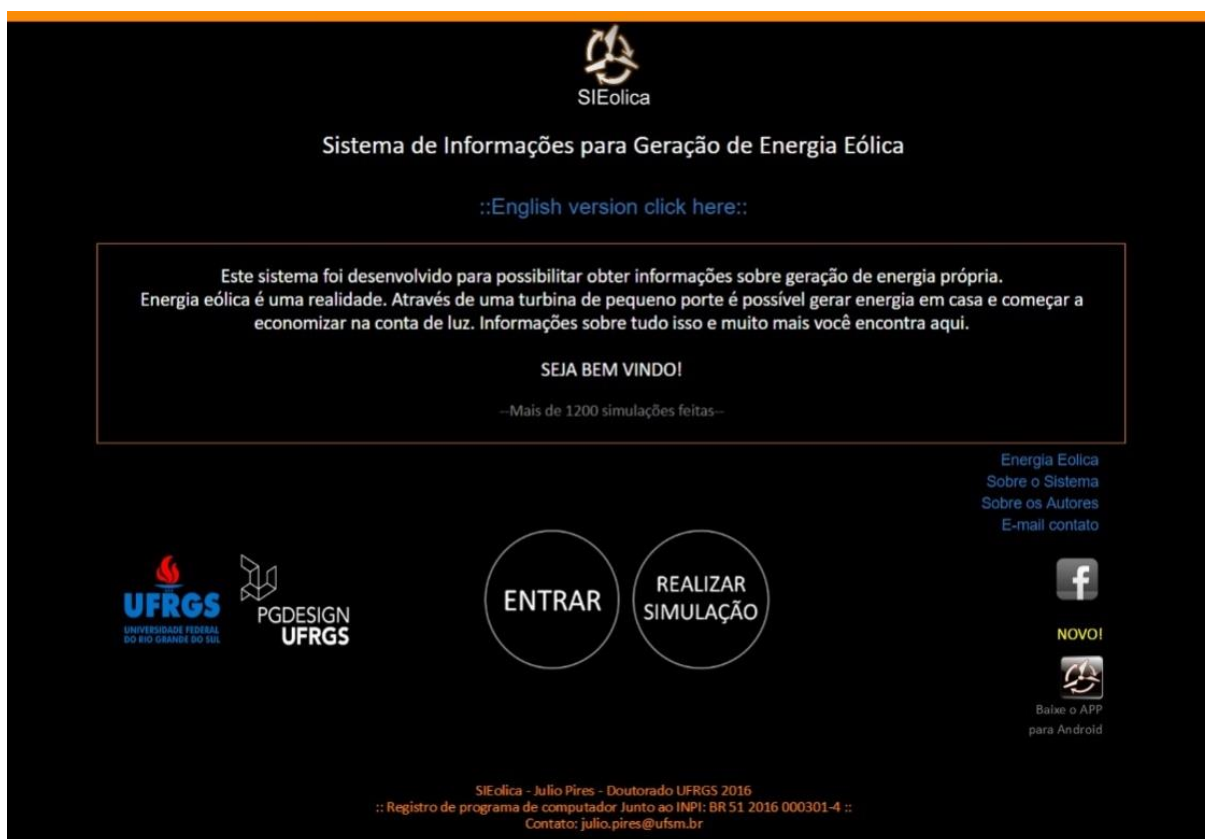 SIEolica
Sistema de Informações para Geração de Energia Eólica
::English version click here::
Este sistema foi desenvolvido para possibilitar obter informações sobre geração de energia própria.
Energia eólica é uma realidade. Através de uma turbina de pequeno porte é possível gerar energia em casa e começar a
economizar na conta de luz. Informações sobre tudo isso e muito mais você encontra aqui.
SEJA BEM VINDO!
--Mais de 1200 simulações feitas--
Energia Eolica
Sobre o Sistema
Sobre os Autores
E-mail contato
UFRGS
UNIVERSIDADE FEDERAL
DO RIO GRANDE DO SUL
PGDESIGN
UFRGS
ENTRAR
REALIZAR
SIMULAÇÃO
f
NOVO!
Baixe o APP
para Android
SIEolica - Julio Pires - Doutorado UFRGS 2016
:: Registro de programa de computador Junto ao INPI: BR 51 2016 000301-4 ::
Contato: julio.pires@ufsm.br